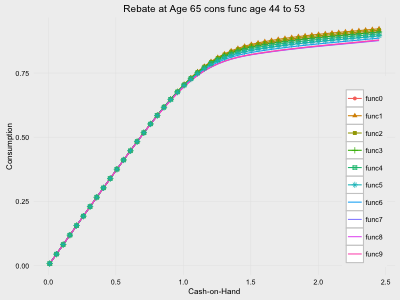 Rebate at Age 65 cons func age 44 to 53
Consumption
0.75
0.50
0.25
0.00
0.0 0.5 1.0 1.5 2.0 2.5
Cash-on-Hand
func0
func1
func2
func3
func4
func5
func6
func7
func8
func9